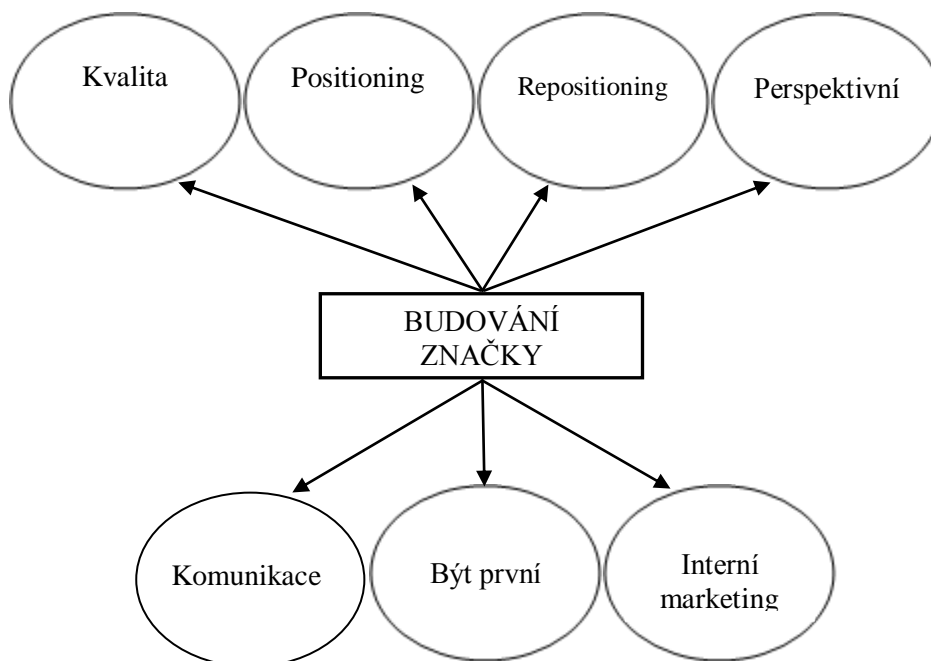 Kvalita
Positioning
Repositioning
Perspektivní
BUDOVÁNÍ
ZNAČKY
Komunikace
Být první
Interní
marketing